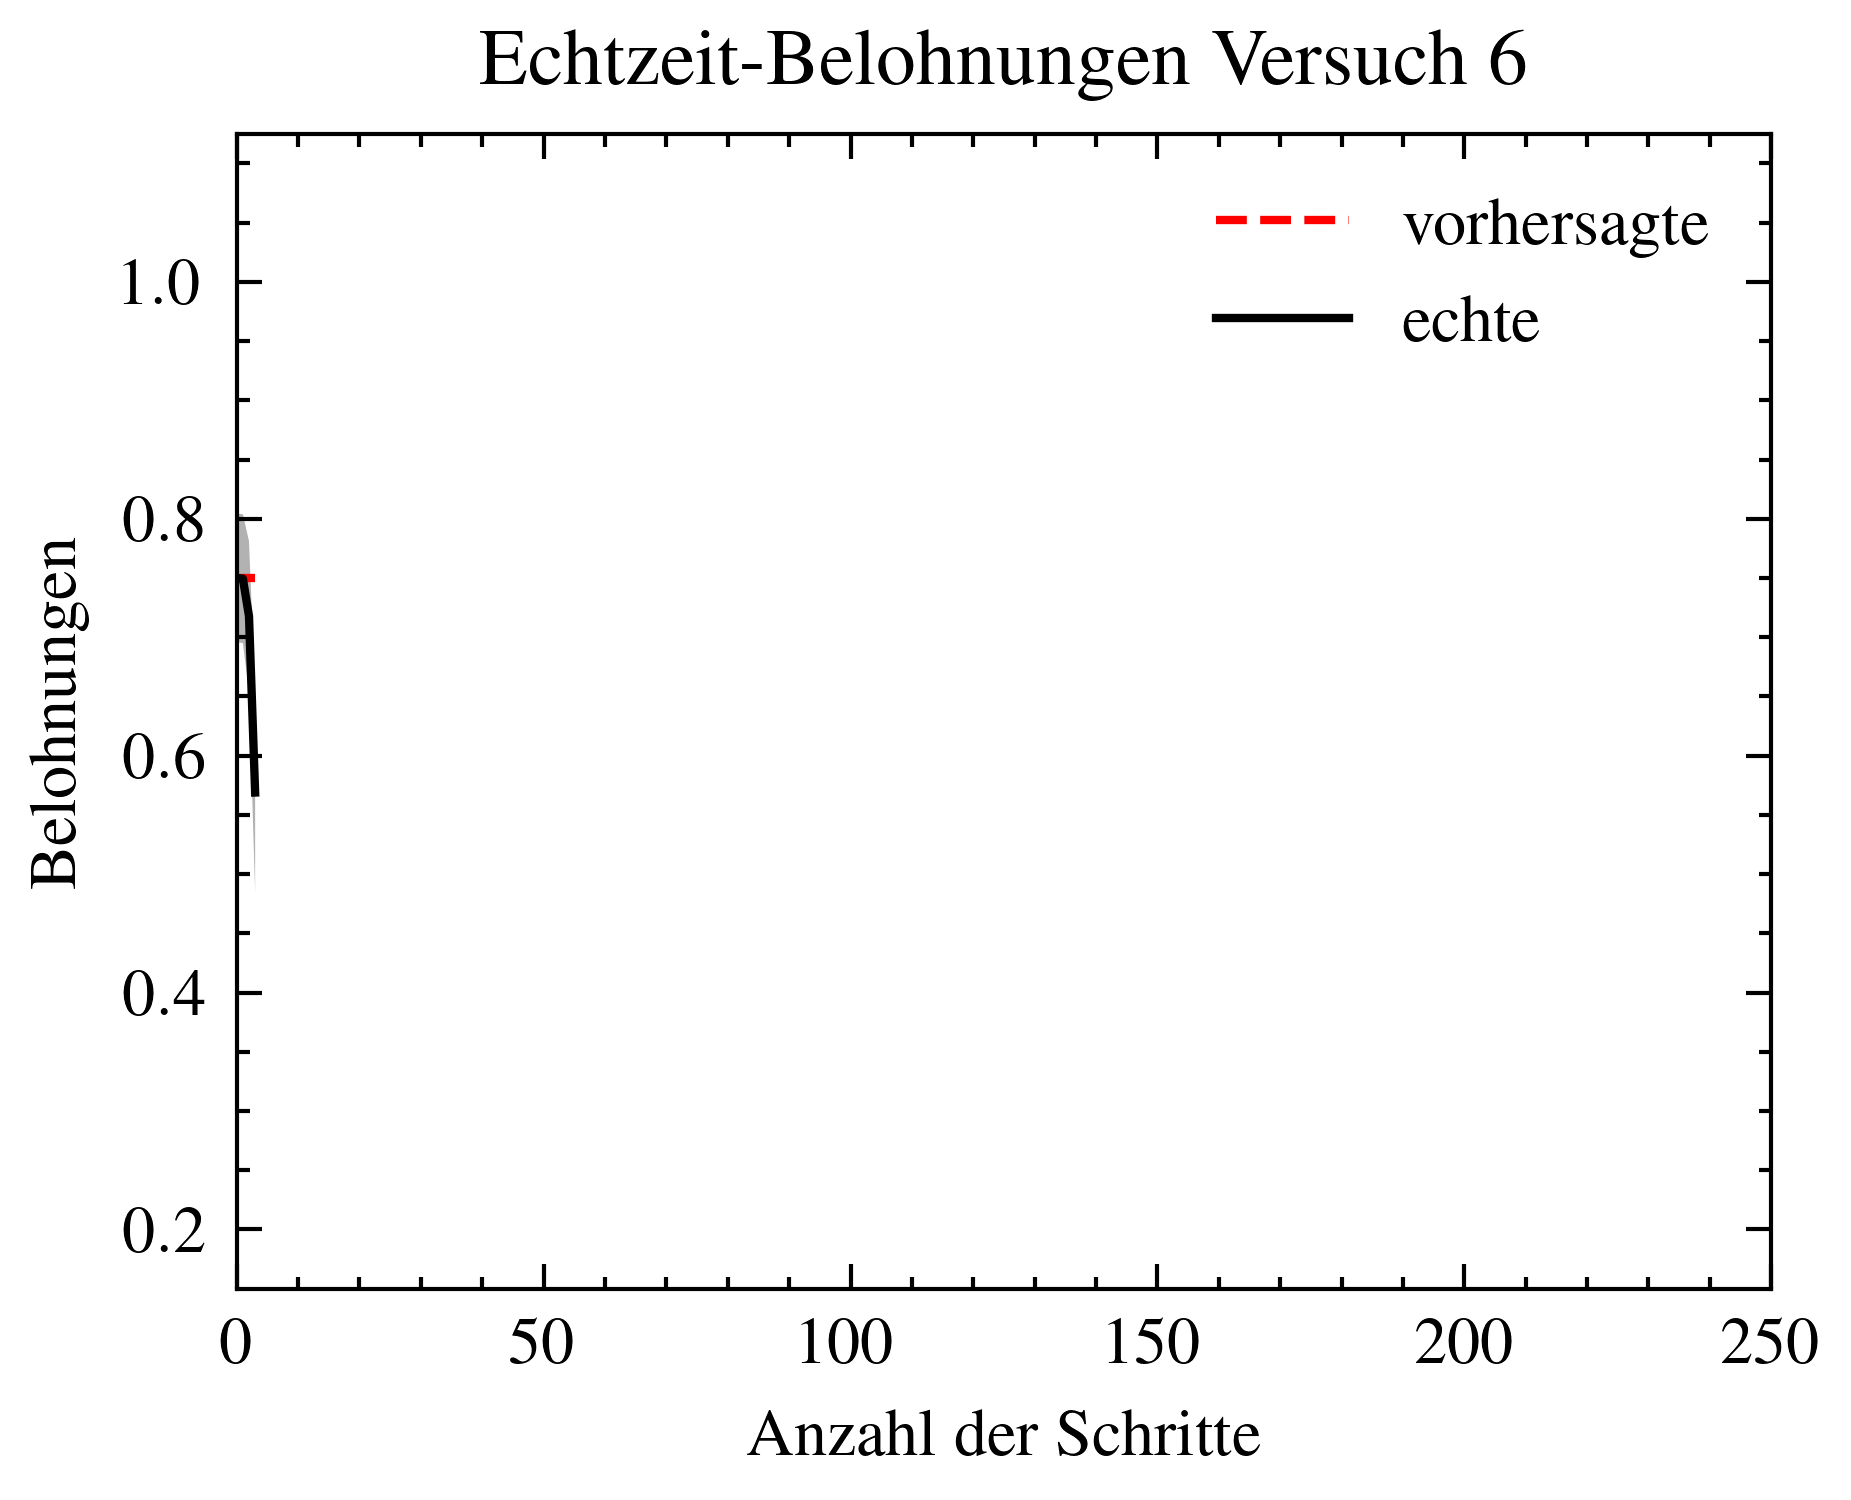 Echtzeit-Belohnungen Versuch 6
vorhersagte
echte
1.0
0.8
0.6
0.4
0.2
Belohnungen
0 50 100 150 200 250
Anzahl der Schritte